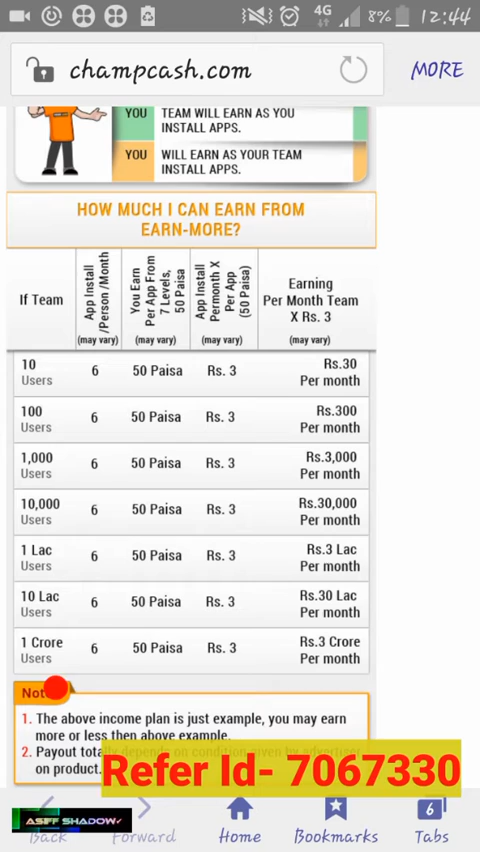 4G 8% 12:44
champcash.com MORE
YOU TEAM WILL EARN AS YOU
INSTALL APPS.
YOU WILL EARN AS YOUR TEAM
INSTALL APPS.
HOW MUCH I CAN EARN FROM
EARN-MORE?
If Team
App Install
/Person /Month
(may vary)
You Earn
Per App From
7 Levels,
50 Paisa
(may vary)
App Install
Permonth X
Per App
(50 Paisa)
(may vary)
Earning
Per Month Team
X Rs. 3
(may vary)
10 Users 6 50 Paisa Rs. 3 Rs.30 Per month
100 Users 6 50 Paisa Rs. 3 Rs.300 Per month
1,000 Users 6 50 Paisa Rs. 3 Rs.3,000 Per month
10,000 Users 6 50 Paisa Rs. 3 Rs.30,000 Per month
1 Lac Users 6 50 Paisa Rs. 3 Rs.3 Lac Per month
10 Lac Users 6 50 Paisa Rs. 3 Rs.30 Lac Per month
1 Crore Users 6 50 Paisa Rs. 3 Rs.3 Crore Per month
Not
1. The above income plan is just example, you may earn
more or less then above example.
2. Payout totally depends on condition given by advertiser
on product.
Refer Id- 7067330
ASIFF SHADOW
Back Forward Home Bookmarks 6 Tabs